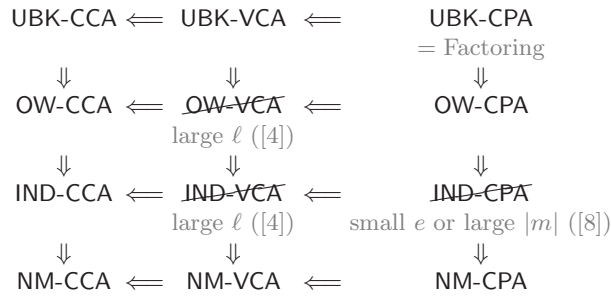 UBK-CCA ⟸ UBK-VCA ⟸ UBK-CPA
= Factoring
⇓ ⇓ ⇓
OW-CCA ⟸ OW-VCA ⟸ OW-CPA
large ℓ ([4])
⇓ ⇓ ⇓
IND-CCA ⟸ IND-VCA ⟸ IND-CPA
large ℓ ([4]) small e or large |m| ([8])
⇓ ⇓ ⇓
NM-CCA ⟸ NM-VCA ⟸ NM-CPA